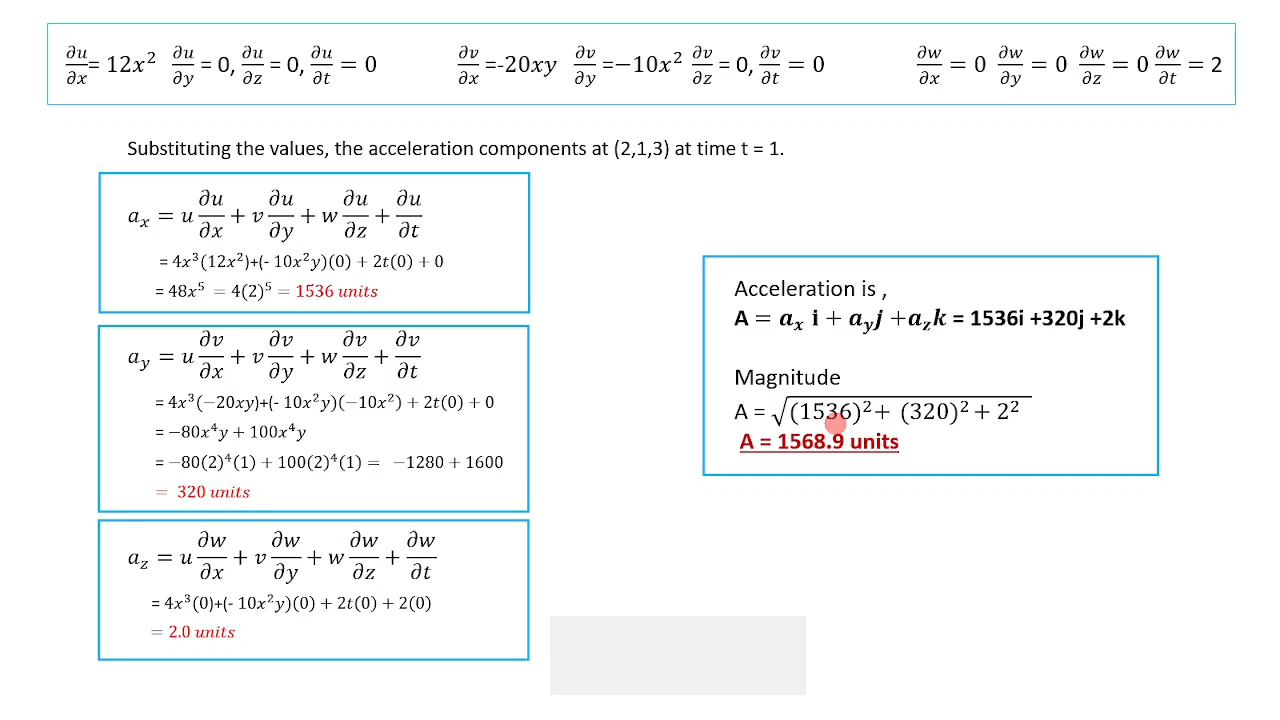 ∂u/∂x= 12x² ∂u/∂y = 0, ∂u/∂z = 0, ∂u/∂t = 0 ∂v/∂x =-20xy ∂v/∂y =−10x² ∂v/∂z = 0, ∂v/∂t = 0 ∂w/∂x = 0 ∂w/∂y = 0 ∂w/∂z = 0 ∂w/∂t = 2
Substituting the values, the acceleration components at (2,1,3) at time t = 1.
aₓ = u ∂u/∂x + v ∂u/∂y + w ∂u/∂z + ∂u/∂t
= 4x³(12x²)+(- 10x²y)(0) + 2t(0) + 0
= 48x⁵ = 4(2)⁵ = 1536 units
a_y = u ∂v/∂x + v ∂v/∂y + w ∂v/∂z + ∂v/∂t
= 4x³(−20xy)+(- 10x²y)(−10x²) + 2t(0) + 0
= −80x⁴y + 100x⁴y
= −80(2)⁴(1) + 100(2)⁴(1) = −1280 + 1600
= 320 units
a_z = u ∂w/∂x + v ∂w/∂y + w ∂w/∂z + ∂w/∂t
= 4x³(0)+(- 10x²y)(0) + 2t(0) + 2(0)
= 2.0 units
Acceleration is ,
A = aₓ i + a_y j +a_z k = 1536i +320j +2k
Magnitude
A = √(1536)²+ (320)² + 2²
A = 1568.9 units